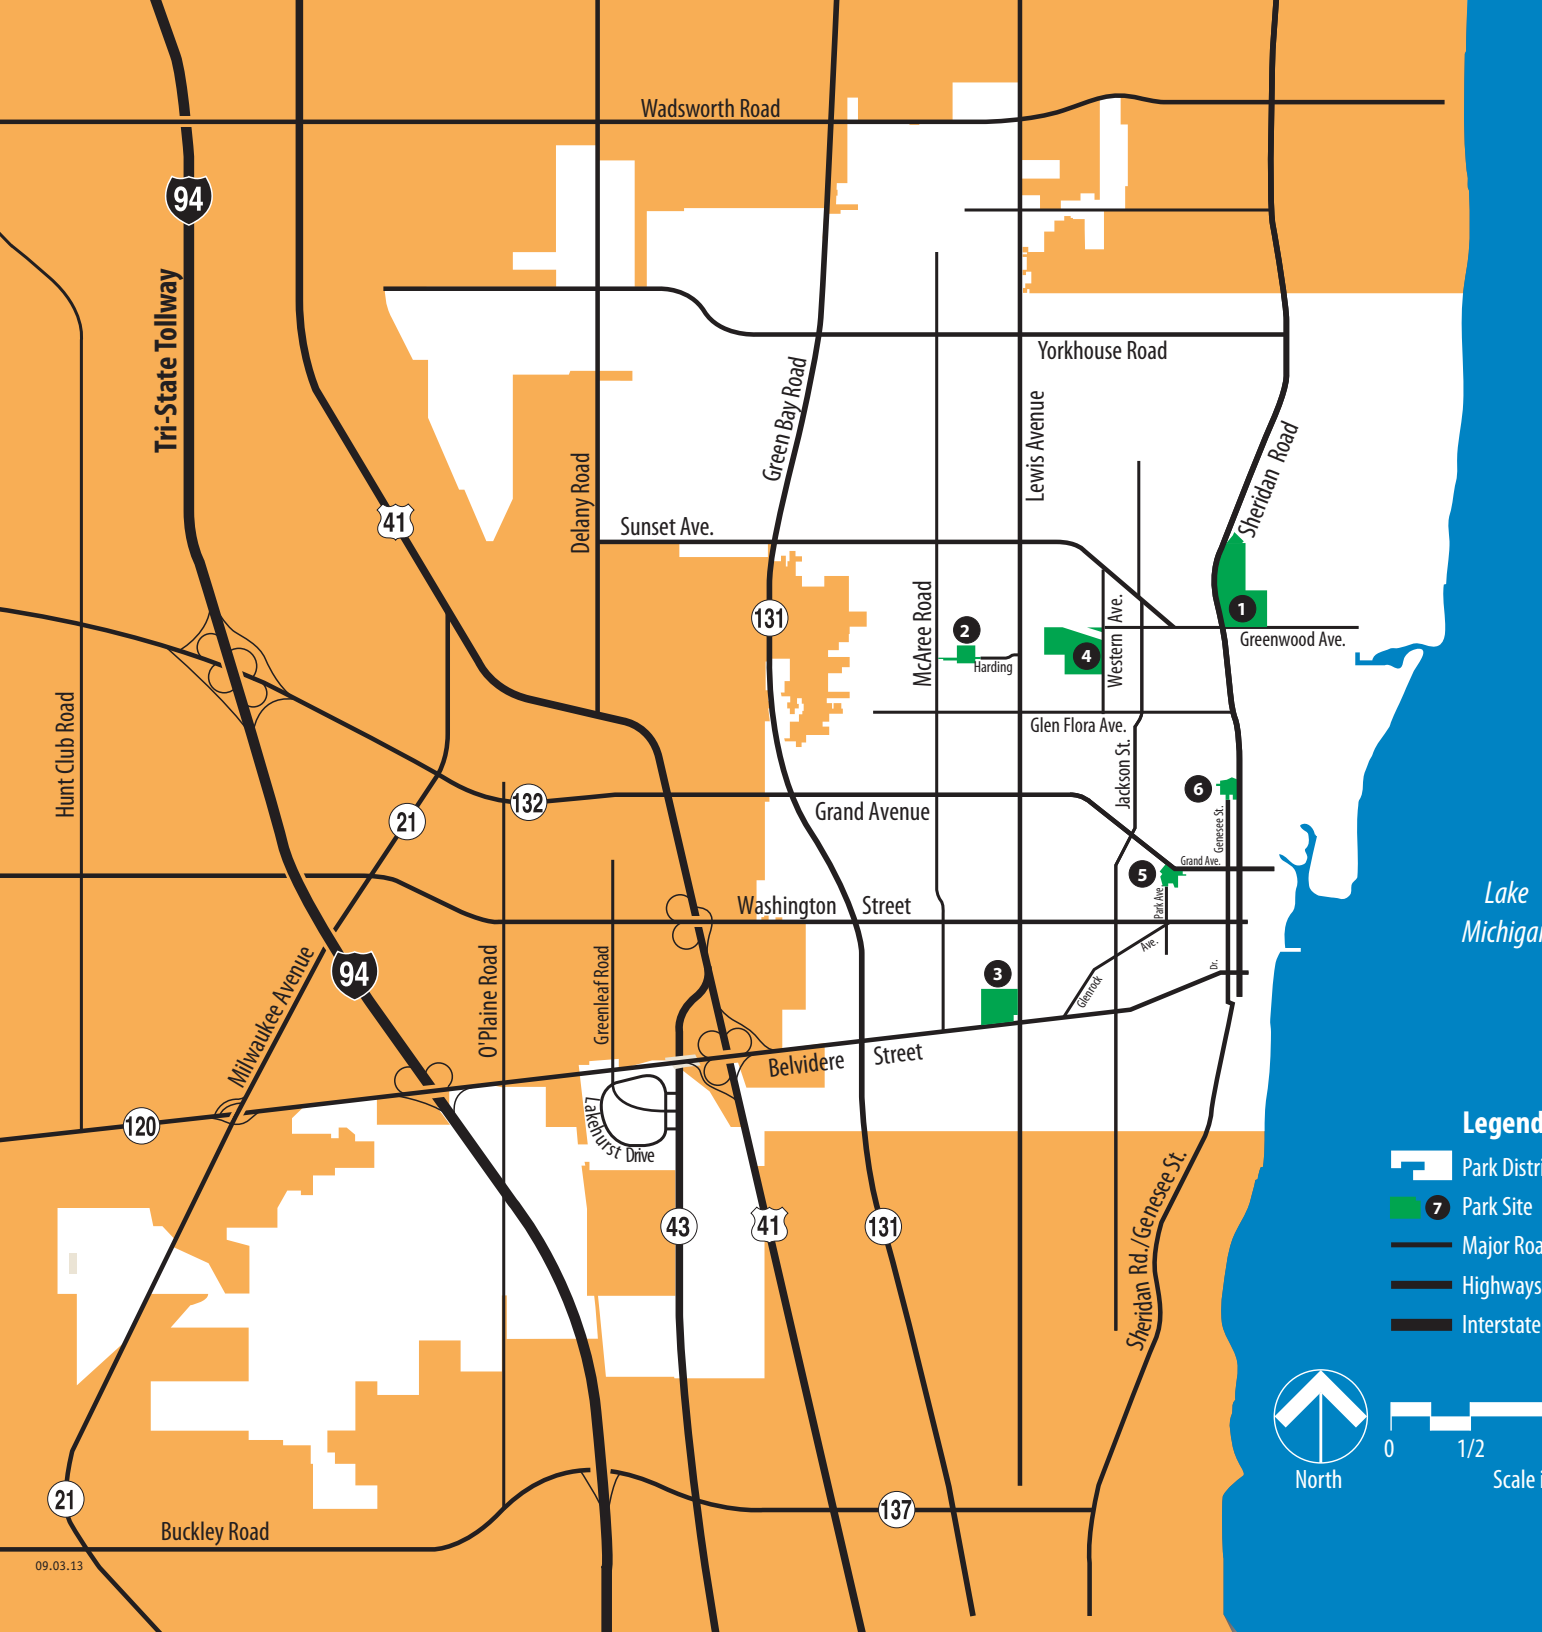 Wadsworth Road
94
Tri-State Tollway
Yorkhouse Road
Green Bay Road
Lewis Avenue
Sheridan Road
Delany Road
41
Sunset Ave.
131
McAree Road
2
Harding
4
Western Ave.
1
Greenwood Ave.
Hunt Club Road
Glen Flora Ave.
Jackson St.
6
Genesee St.
132
21
Grand Avenue
Grand Ave.
5
Park Ave.
Washington Street
Lake
Michigan
94
Milwaukee Avenue
O'Plaine Road
Greenleaf Road
3
Glenrock Ave.
Dr.
Belvidere Street
120
Lakehurst Drive
Legend
Park Distri
7 Park Site
Major Roa
Highways
Interstate
43
41
131
Sheridan Rd./Genesee St.
North
0 1/2
Scale i
21
137
Buckley Road
09.03.13